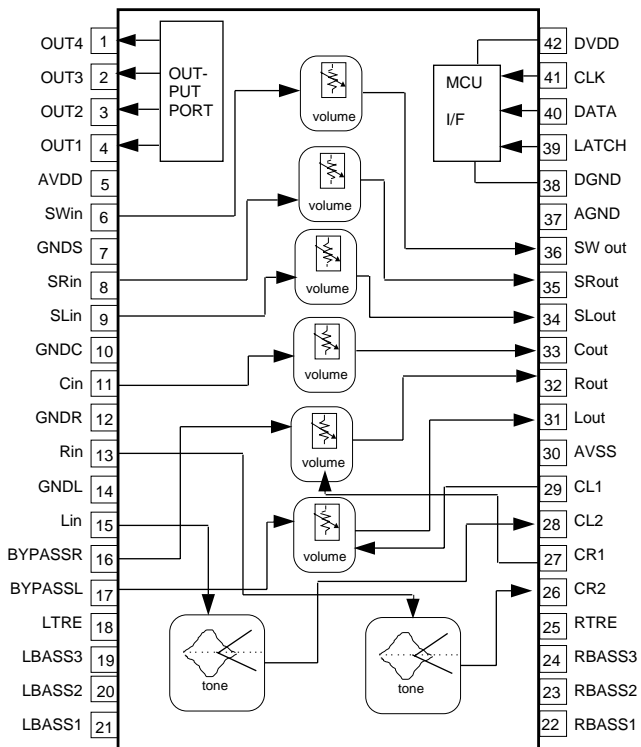 OUT4 1
OUT3 2
OUT2 3
OUT1 4
AVDD 5
SWin 6
GNDS 7
SRin 8
SLin 9
GNDC 10
Cin 11
GNDR 12
Rin 13
GNDL 14
Lin 15
BYPASSR 16
BYPASSL 17
LTRE 18
LBASS3 19
LBASS2 20
LBASS1 21
OUT-
PUT
PORT
volume
volume
volume
volume
volume
volume
tone
tone
MCU
I/F
42 DVDD
41 CLK
40 DATA
39 LATCH
38 DGND
37 AGND
36 SW out
35 SRout
34 SLout
33 Cout
32 Rout
31 Lout
30 AVSS
29 CL1
28 CL2
27 CR1
26 CR2
25 RTRE
24 RBASS3
23 RBASS2
22 RBASS1